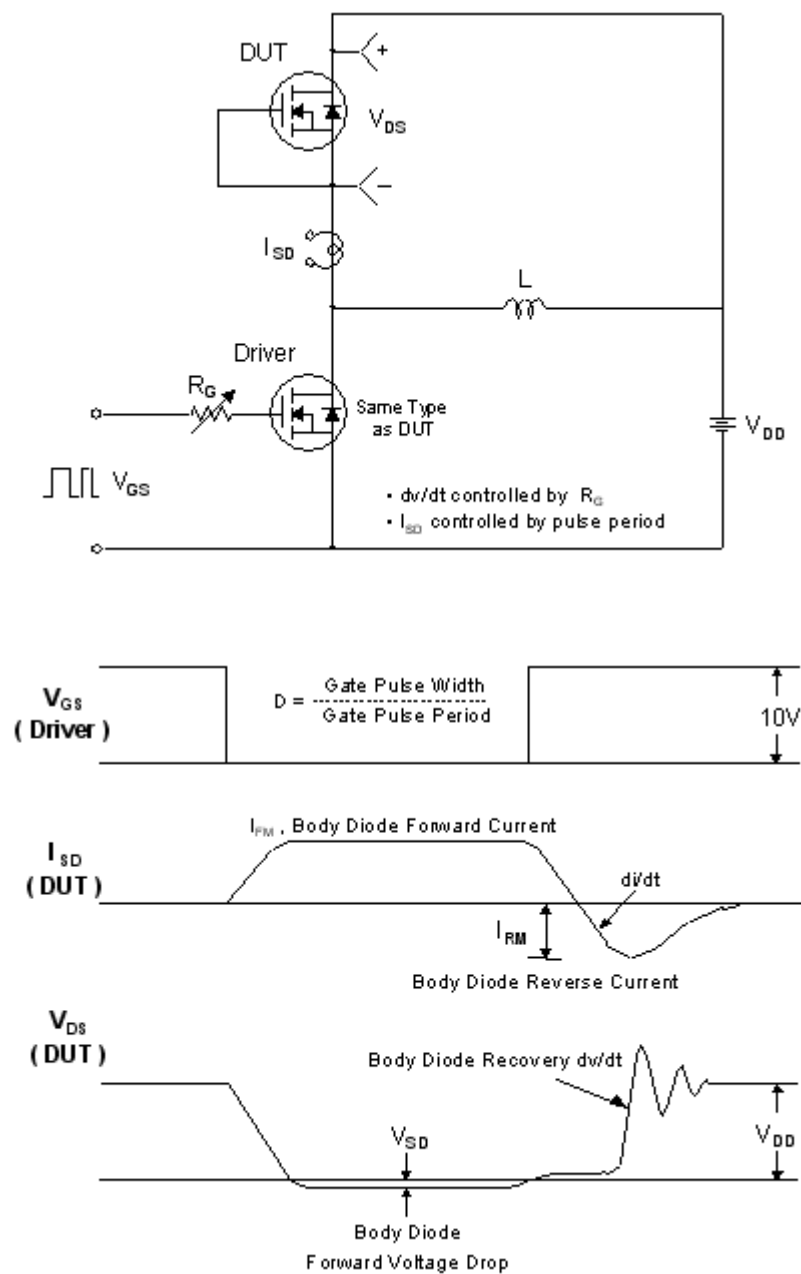 DUT
+
V_DS
–
I_SD
L
Driver
R_G
Same Type
as DUT
V_DD
V_GS
• dv/dt controlled by R_G
• I_SD controlled by pulse period
V_GS
( Driver )
D = Gate Pulse Width
Gate Pulse Period
10V
I_FM , Body Diode Forward Current
I_SD
( DUT )
di/dt
I_RM
Body Diode Reverse Current
V_DS
( DUT )
Body Diode Recovery dv/dt
V_SD
V_DD
Body Diode
Forward Voltage Drop